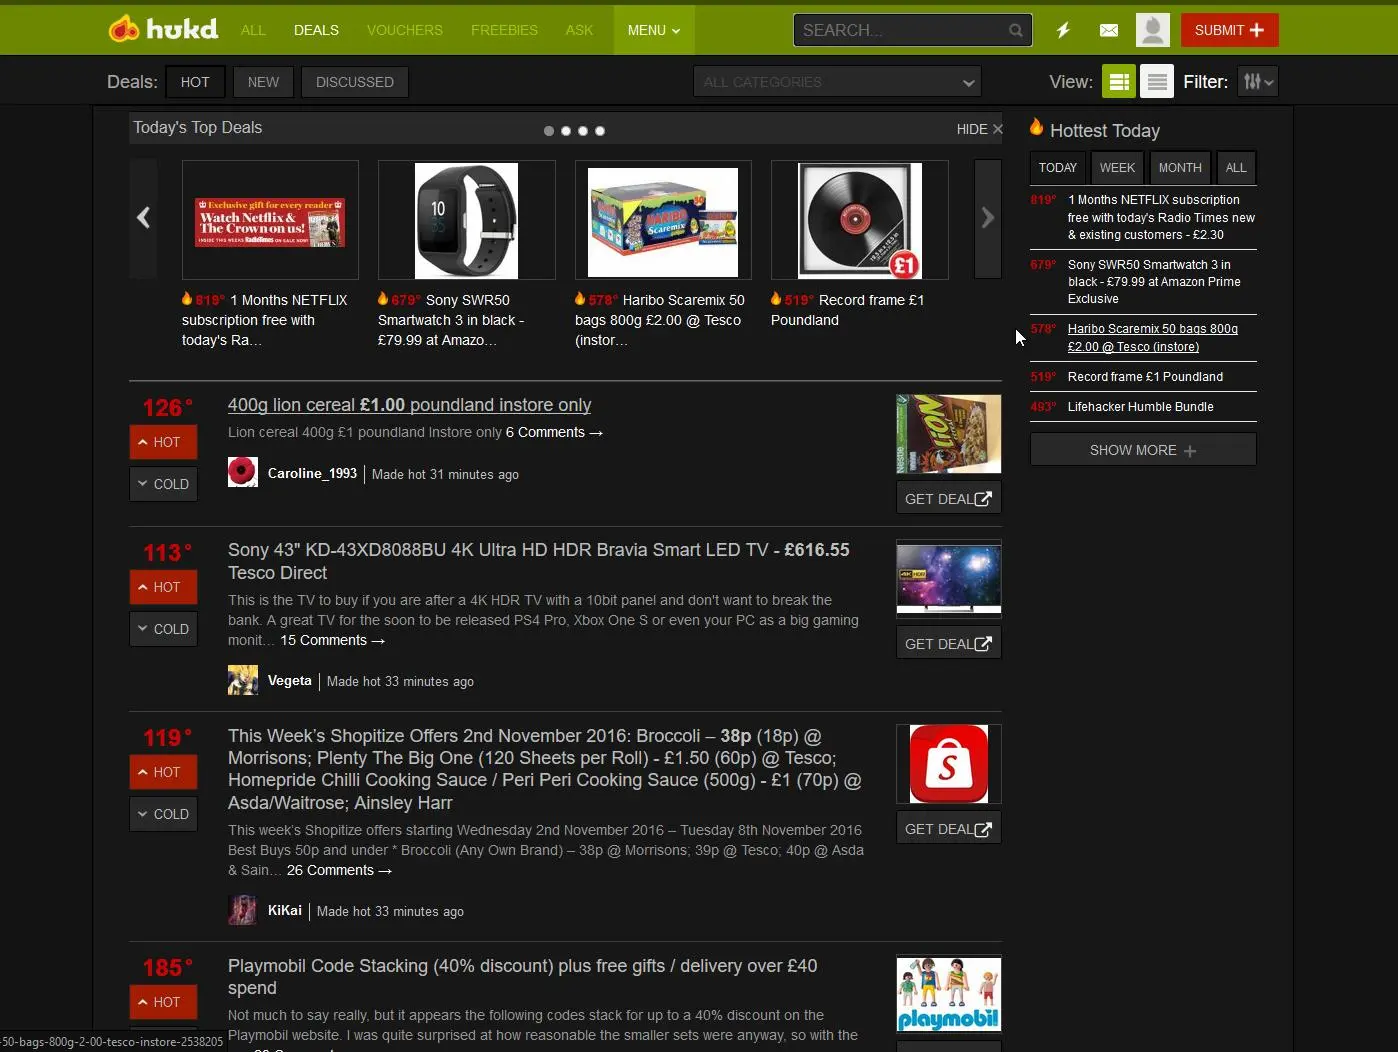 hukd ALL DEALS VOUCHERS FREEBIES ASK MENU SEARCH... SUBMIT
Deals: HOT NEW DISCUSSED ALL CATEGORIES View: Filter:
Today's Top Deals HIDE
Exclusive gift for every reader
Watch Netflix &
The Crown on us!
INSIDE THIS WEEKS RadioTimes ON SALE NOW!
10
HARIBO
Scaremix
£1
819° 1 Months NETFLIX
subscription free with
today's Ra...
679° Sony SWR50
Smartwatch 3 in black -
£79.99 at Amazo...
578° Haribo Scaremix 50
bags 800g £2.00 @ Tesco
(instor...
519° Record frame £1
Poundland
126°
HOT
COLD
400g lion cereal £1.00 poundland instore only
Lion cereal 400g £1 poundland Instore only 6 Comments →
Caroline_1993 Made hot 31 minutes ago
Nestle
LION
GET DEAL
113°
HOT
COLD
Sony 43" KD-43XD8088BU 4K Ultra HD HDR Bravia Smart LED TV - £616.55
Tesco Direct
This is the TV to buy if you are after a 4K HDR TV with a 10bit panel and don't want to break the
bank. A great TV for the soon to be released PS4 Pro, Xbox One S or even your PC as a big gaming
monit... 15 Comments →
Vegeta Made hot 33 minutes ago
4K HDR
GET DEAL
119°
HOT
COLD
This Week’s Shopitize Offers 2nd November 2016: Broccoli – 38p (18p) @
Morrisons; Plenty The Big One (120 Sheets per Roll) - £1.50 (60p) @ Tesco;
Homepride Chilli Cooking Sauce / Peri Peri Cooking Sauce (500g) - £1 (70p) @
Asda/Waitrose; Ainsley Harr
This week’s Shopitize offers starting Wednesday 2nd November 2016 – Tuesday 8th November 2016
Best Buys 50p and under * Broccoli (Any Own Brand) – 38p @ Morrisons; 39p @ Tesco; 40p @ Asda
& Sain... 26 Comments →
KiKai Made hot 33 minutes ago
S
GET DEAL
185°
HOT
Playmobil Code Stacking (40% discount) plus free gifts / delivery over £40
spend
Not much to say really, but it appears the following codes stack for up to a 40% discount on the
Playmobil website. I was quite surprised at how reasonable the smaller sets were anyway, so with the
playmobil
-50-bags-800g-2-00-tesco-instore-2538205
Hottest Today
TODAY WEEK MONTH ALL
819° 1 Months NETFLIX subscription
free with today's Radio Times new
& existing customers - £2.30
679° Sony SWR50 Smartwatch 3 in
black - £79.99 at Amazon Prime
Exclusive
578° Haribo Scaremix 50 bags 800g
£2.00 @ Tesco (instore)
519° Record frame £1 Poundland
493° Lifehacker Humble Bundle
SHOW MORE